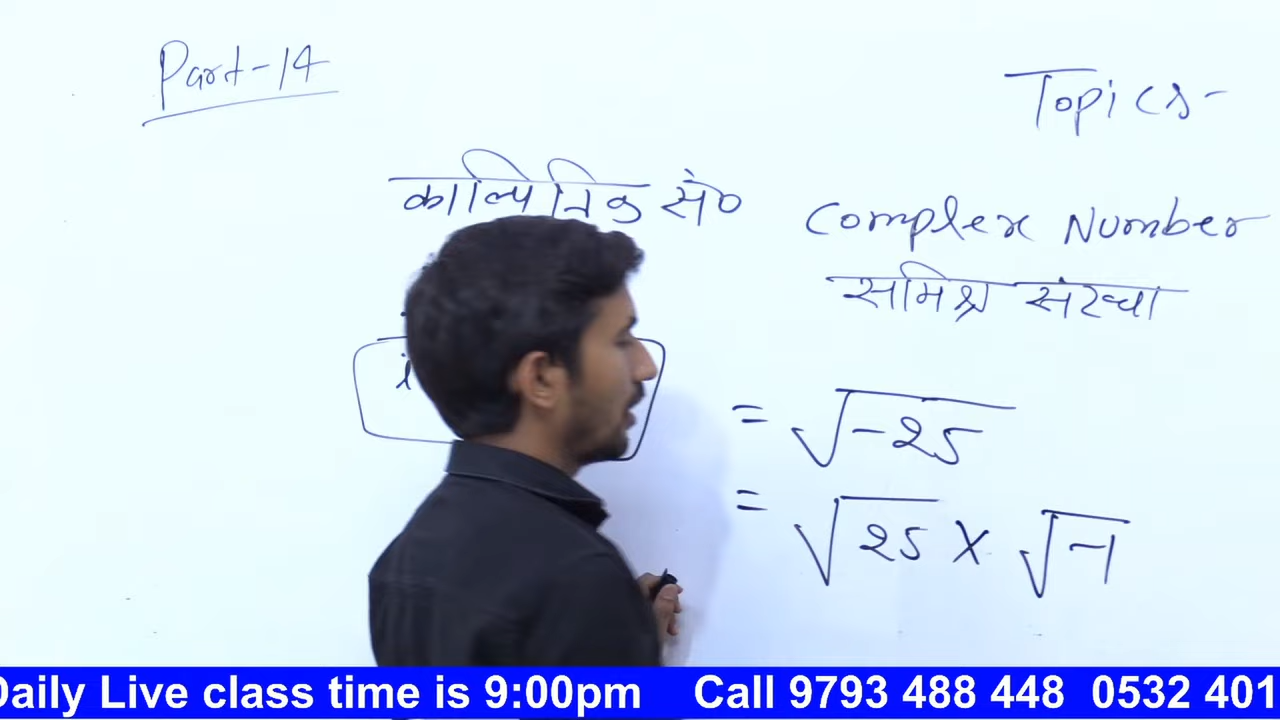 Part-14
Topics-
काल्पिनिक सं०
Complex Number
समिश्र संख्या
i
= √-25
= √25 X √-1
Daily Live class time is 9:00pm Call 9793 488 448 0532 401